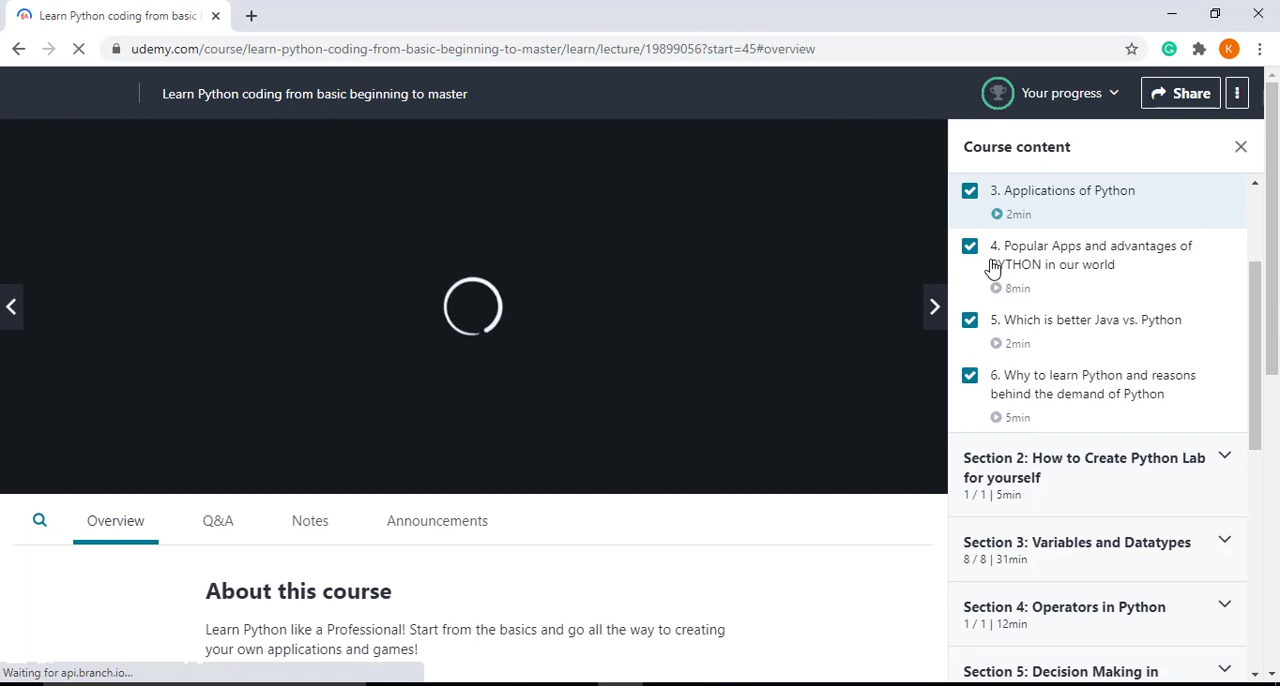 Learn Python coding from basic
udemy.com/course/learn-python-coding-from-basic-beginning-to-master/learn/lecture/19899056?start=45#overview
K
Learn Python coding from basic beginning to master
Your progress
Share
Course content
3. Applications of Python
2min
4. Popular Apps and advantages of
PYTHON in our world
8min
5. Which is better Java vs. Python
2min
6. Why to learn Python and reasons
behind the demand of Python
5min
Section 2: How to Create Python Lab
for yourself
1 / 1 | 5min
Section 3: Variables and Datatypes
8 / 8 | 31min
Section 4: Operators in Python
1 / 1 | 12min
Section 5: Decision Making in
Overview
Q&A
Notes
Announcements
About this course
Learn Python like a Professional! Start from the basics and go all the way to creating
your own applications and games!
Waiting for api.branch.io...